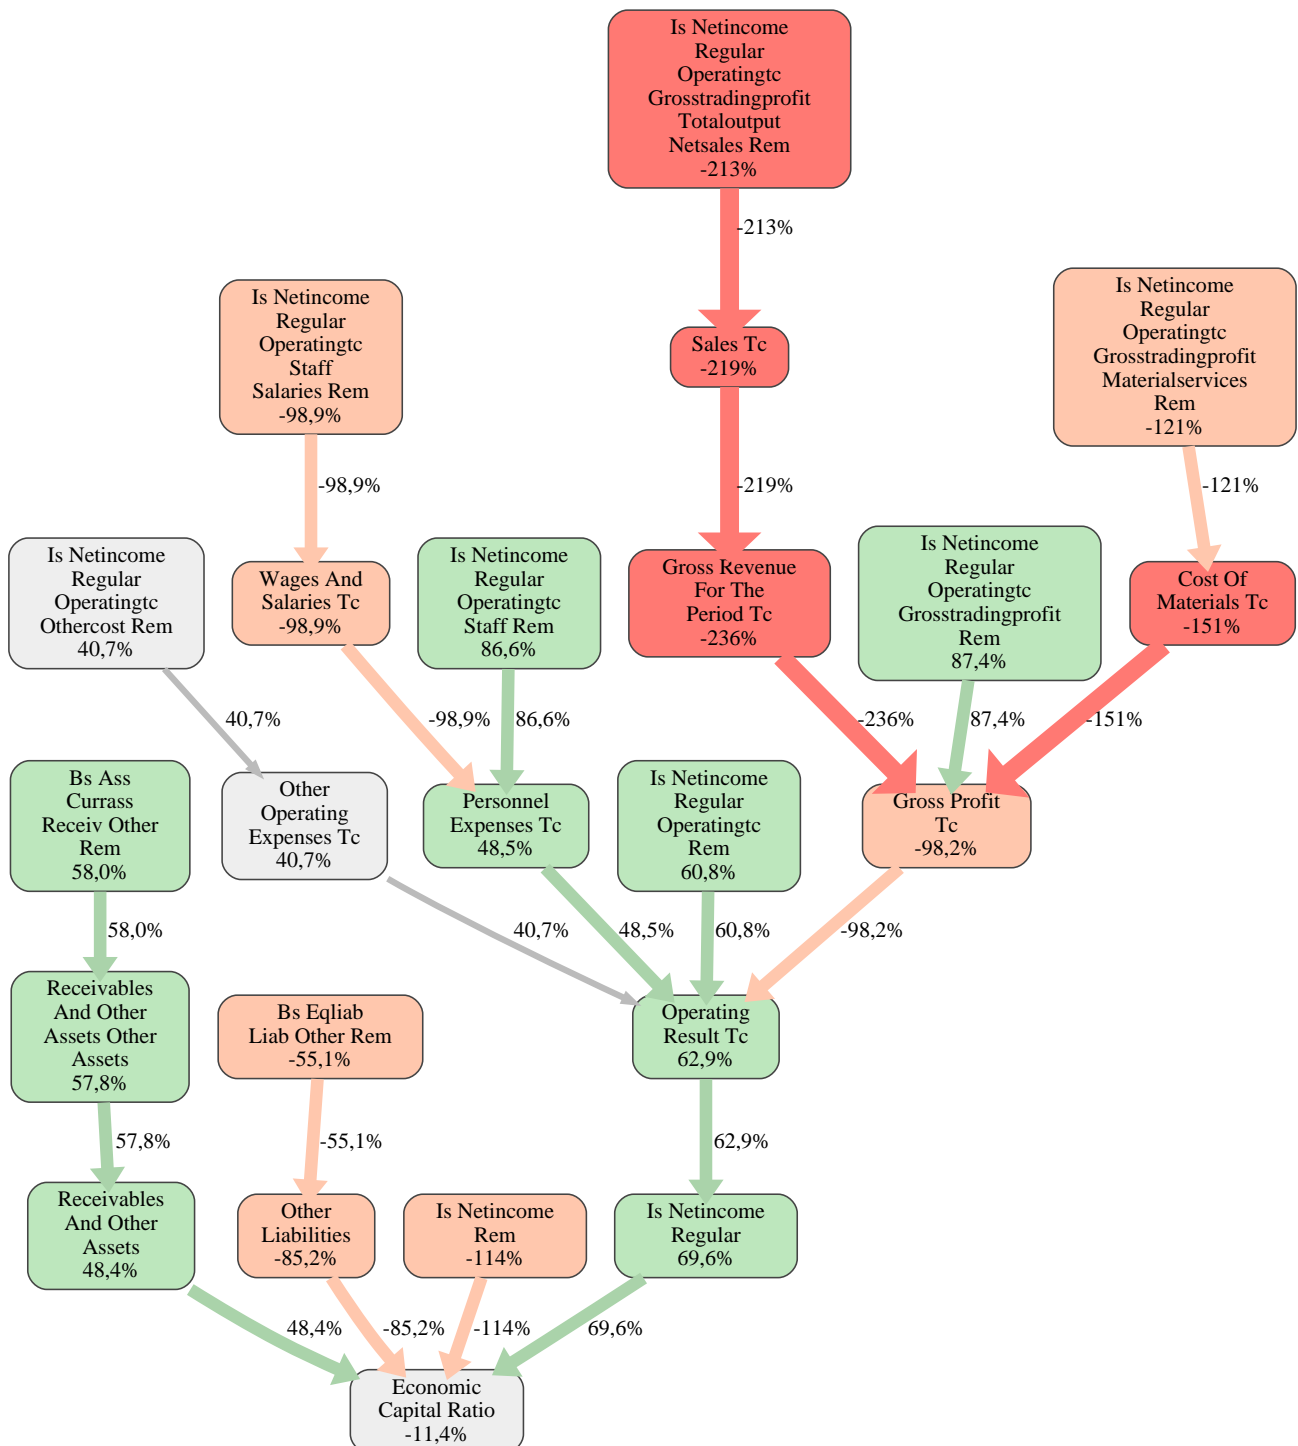 Is Netincome
Regular
Operatingtc
Grosstradingprofit
Totaloutput
Netsales Rem
-213%
-213%
Is Netincome
Regular
Operatingtc
Staff
Salaries Rem
-98,9%
Sales Tc
-219%
Is Netincome
Regular
Operatingtc
Grosstradingprofit
Materialservices
Rem
-121%
-98,9%
-219%
-121%
Is Netincome
Regular
Operatingtc
Othercost Rem
40,7%
Wages And
Salaries Tc
-98,9%
Is Netincome
Regular
Operatingtc
Staff Rem
86,6%
Gross Revenue
For The
Period Tc
-236%
Is Netincome
Regular
Operatingtc
Grosstradingprofit
Rem
87,4%
Cost Of
Materials Tc
-151%
40,7%
-98,9%
86,6%
-236%
87,4%
-151%
Bs Ass
Currass
Receiv Other
Rem
58,0%
Other
Operating
Expenses Tc
40,7%
Personnel
Expenses Tc
48,5%
Is Netincome
Regular
Operatingtc
Rem
60,8%
Gross Profit
Tc
-98,2%
58,0%
40,7%
48,5%
60,8%
-98,2%
Receivables
And Other
Assets Other
Assets
57,8%
Bs Eqliab
Liab Other Rem
-55,1%
Operating
Result Tc
62,9%
57,8%
-55,1%
62,9%
Receivables
And Other
Assets
48,4%
Other
Liabilities
-85,2%
Is Netincome
Rem
-114%
Is Netincome
Regular
69,6%
48,4%
-85,2%
-114%
69,6%
Economic
Capital Ratio
-11,4%